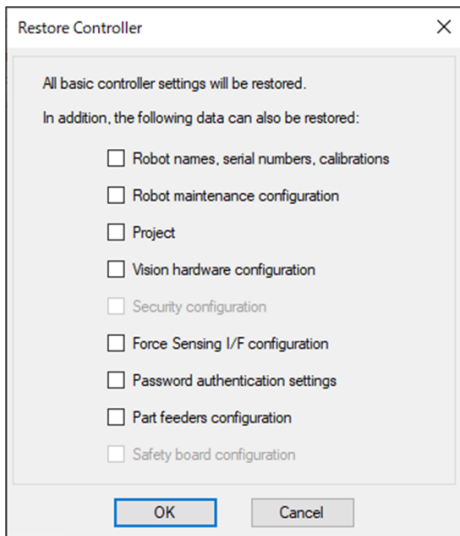 Restore Controller
All basic controller settings will be restored.
In addition, the following data can also be restored:
Robot names, serial numbers, calibrations
Robot maintenance configuration
Project
Vision hardware configuration
Security configuration
Force Sensing I/F configuration
Password authentication settings
Part feeders configuration
Safety board configuration
OK
Cancel